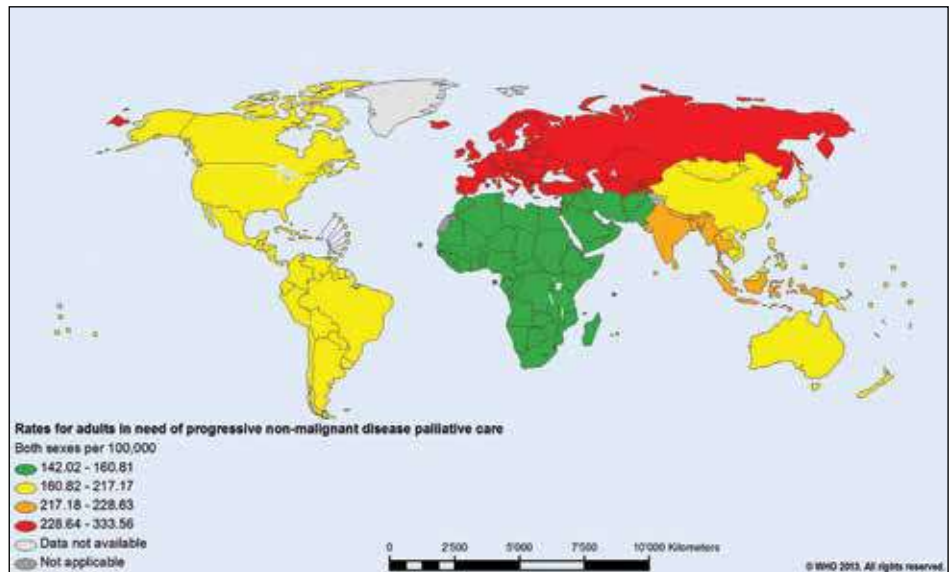 Rates for adults in need of progressive non-malignant disease palliative care
Both sexes per 100,000
142.02 - 160.81
160.82 - 217.17
217.18 - 228.63
228.64 - 333.56
Data not available
Not applicable
0 2'500 5'000 7'500 10'000 Kilometers
© WHO 2013. All rights reserved.